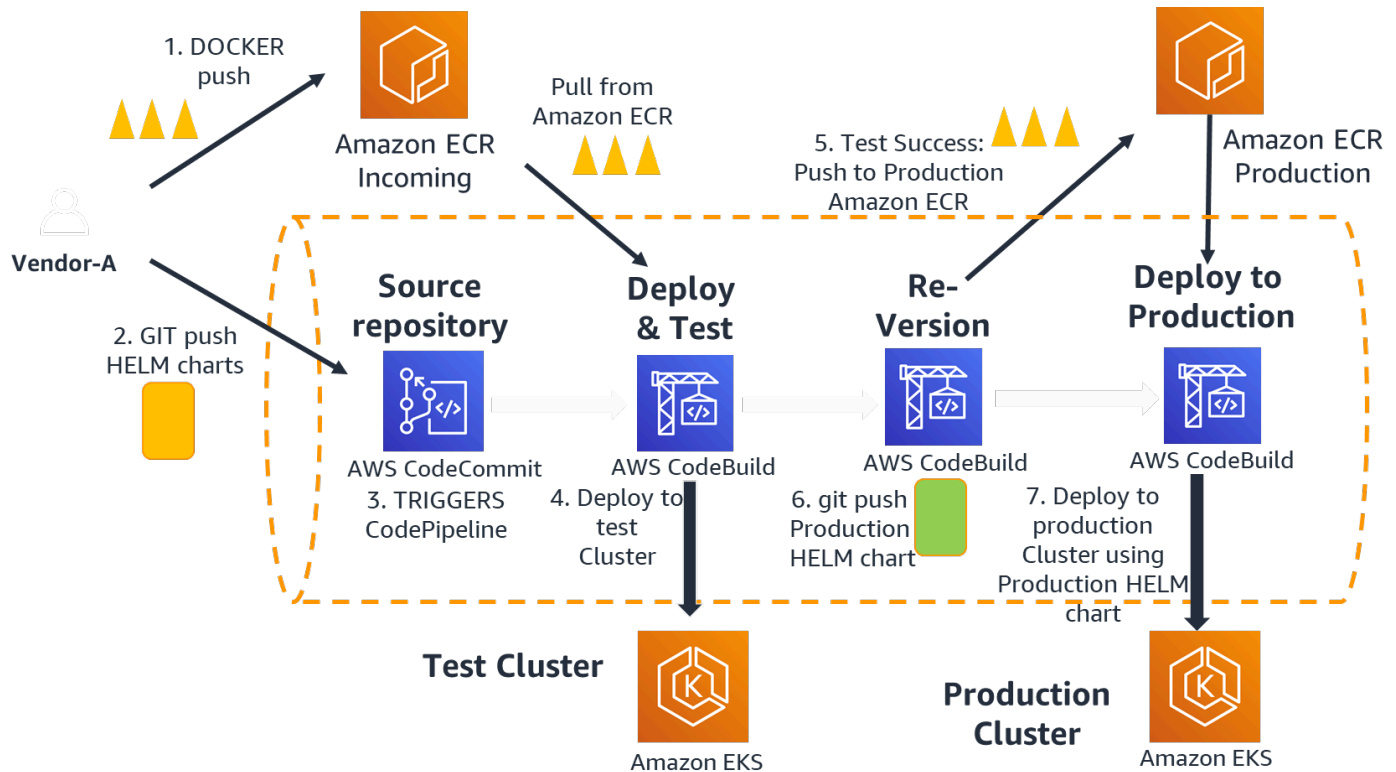 1. DOCKER
push
Amazon ECR
Incoming
Pull from
Amazon ECR
5. Test Success:
Push to Production
Amazon ECR
Amazon ECR
Production
Vendor-A
2. GIT push
HELM charts
Source
repository
</>
AWS CodeCommit
3. TRIGGERS
CodePipeline
Deploy
& Test
</>
AWS CodeBuild
4. Deploy to
test
Cluster
Re-
Version
</>
AWS CodeBuild
6. git push
Production
HELM chart
Deploy to
Production
</>
AWS CodeBuild
7. Deploy to
production
Cluster using
Production HELM
chart
Test Cluster
K
Amazon EKS
Production
Cluster
K
Amazon EKS